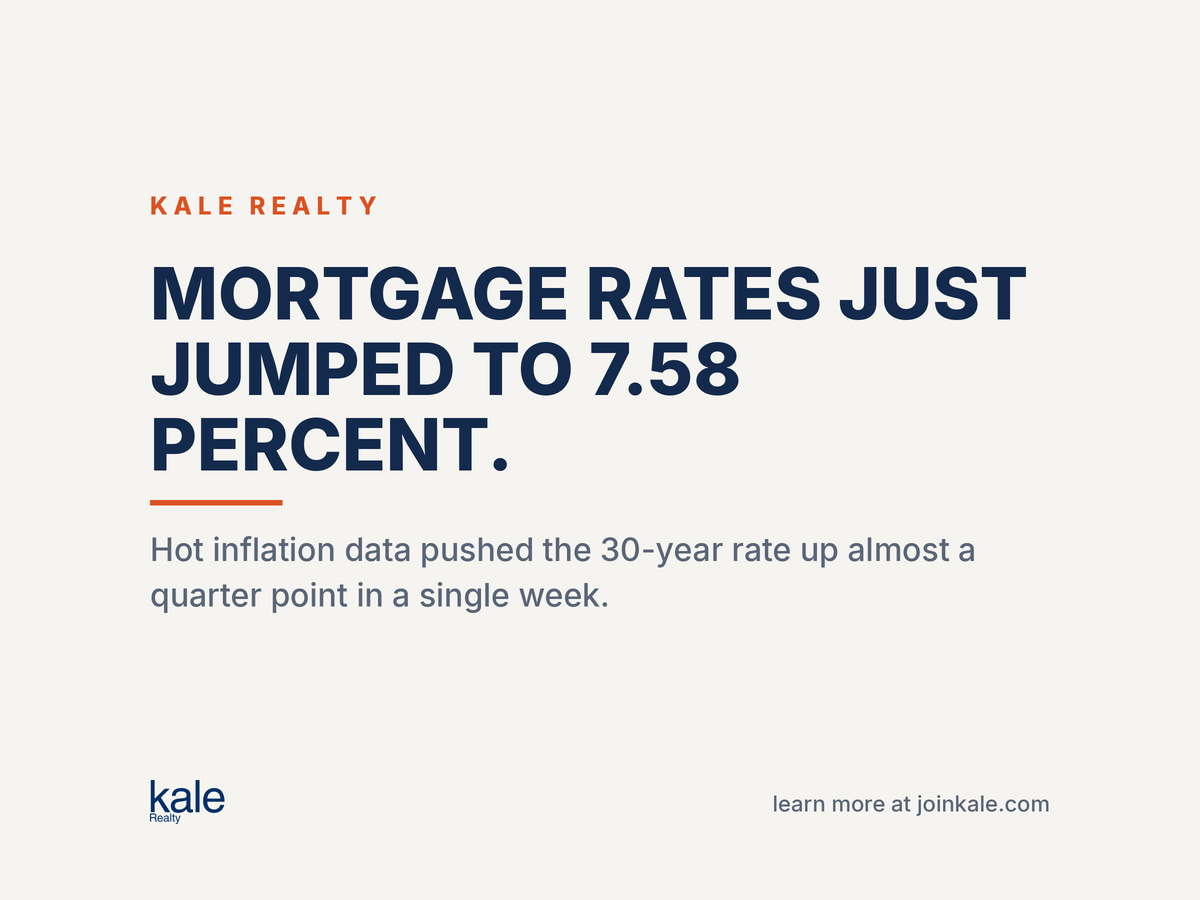 KALE REALTY
MORTGAGE RATES JUST
JUMPED TO 7.58
PERCENT.
Hot inflation data pushed the 30-year rate up almost a
quarter point in a single week.
kale
Realty
learn more at joinkale.com